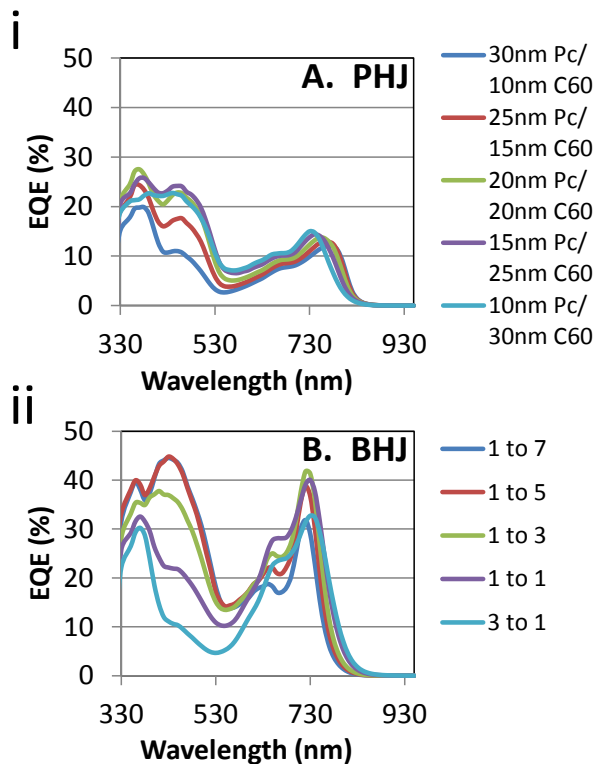 i
A. PHJ
50
40
30
20
10
0
EQE (%)
330 530 730 930
Wavelength (nm)
30nm Pc/
10nm C60
25nm Pc/
15nm C60
20nm Pc/
20nm C60
15nm Pc/
25nm C60
10nm Pc/
30nm C60
ii
B. BHJ
50
40
30
20
10
0
EQE (%)
330 530 730 930
Wavelength (nm)
1 to 7
1 to 5
1 to 3
1 to 1
3 to 1